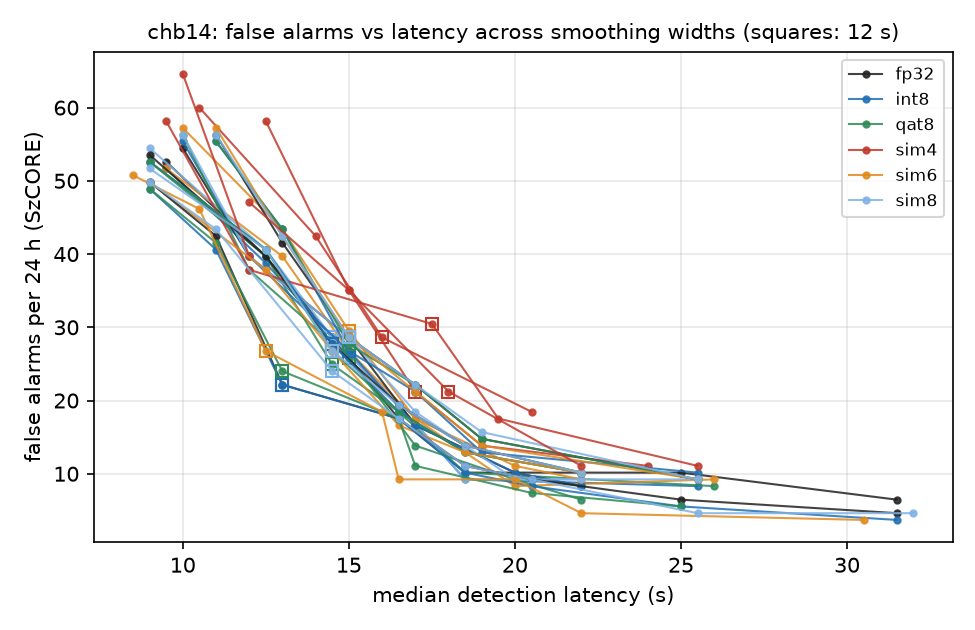 chb14: false alarms vs latency across smoothing widths (squares: 12 s)
false alarms per 24 h (SzCORE)
60
50
40
30
20
10
fp32
int8
qat8
sim4
sim6
sim8
10
15
20
25
30
median detection latency (s)